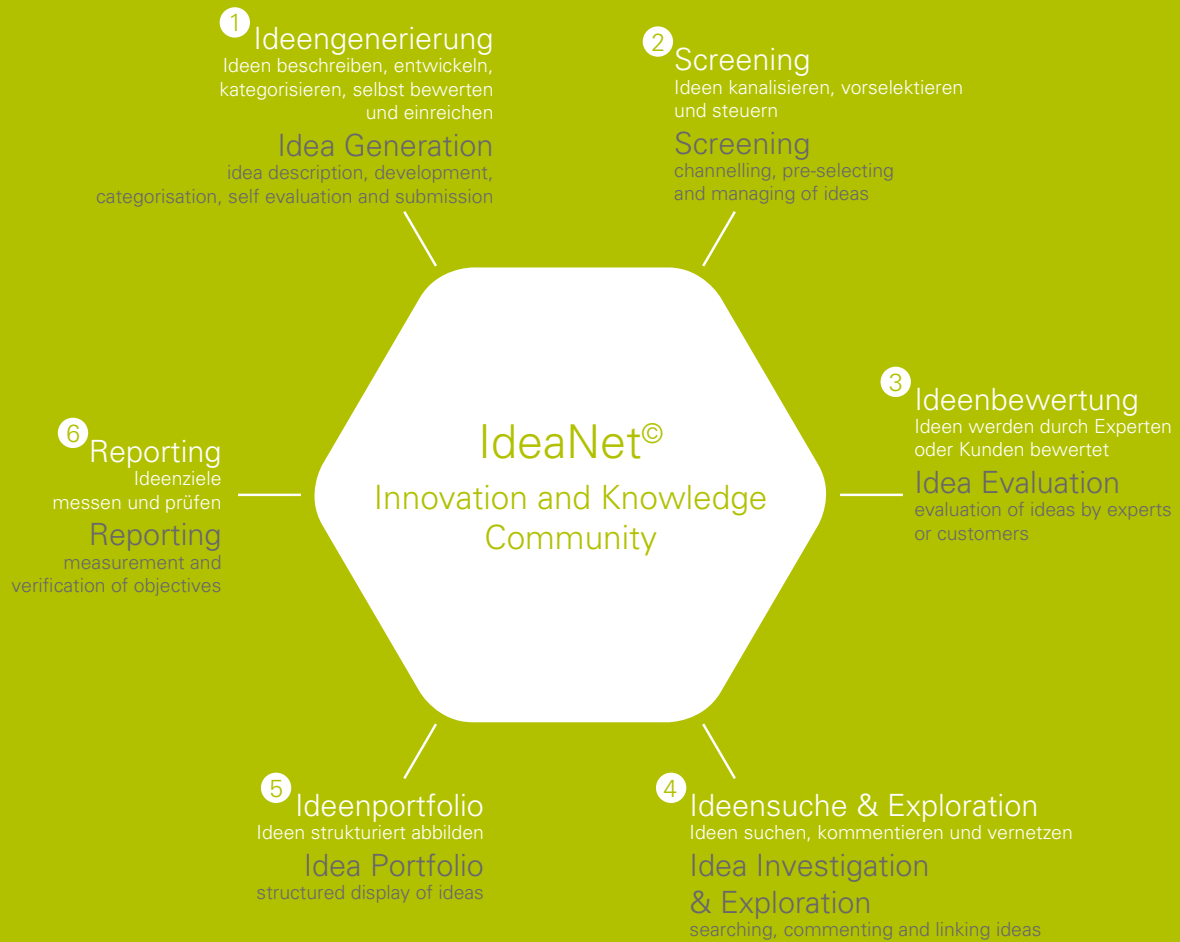 1
Ideengenerierung
Ideen beschreiben, entwickeln,
kategorisieren, selbst bewerten
und einreichen
Idea Generation
idea description, development,
categorisation, self evaluation and submission
2
Screening
Ideen kanalisieren, vorselektieren
und steuern
Screening
channelling, pre-selecting
and managing of ideas
3
Ideenbewertung
Ideen werden durch Experten
oder Kunden bewertet
Idea Evaluation
evaluation of ideas by experts
or customers
IdeaNet©
Innovation and Knowledge
Community
6
Reporting
Ideenziele
messen und prüfen
Reporting
measurement and
verification of objectives
5
Ideenportfolio
Ideen strukturiert abbilden
Idea Portfolio
structured display of ideas
4
Ideensuche & Exploration
Ideen suchen, kommentieren und vernetzen
Idea Investigation
& Exploration
searching, commenting and linking ideas